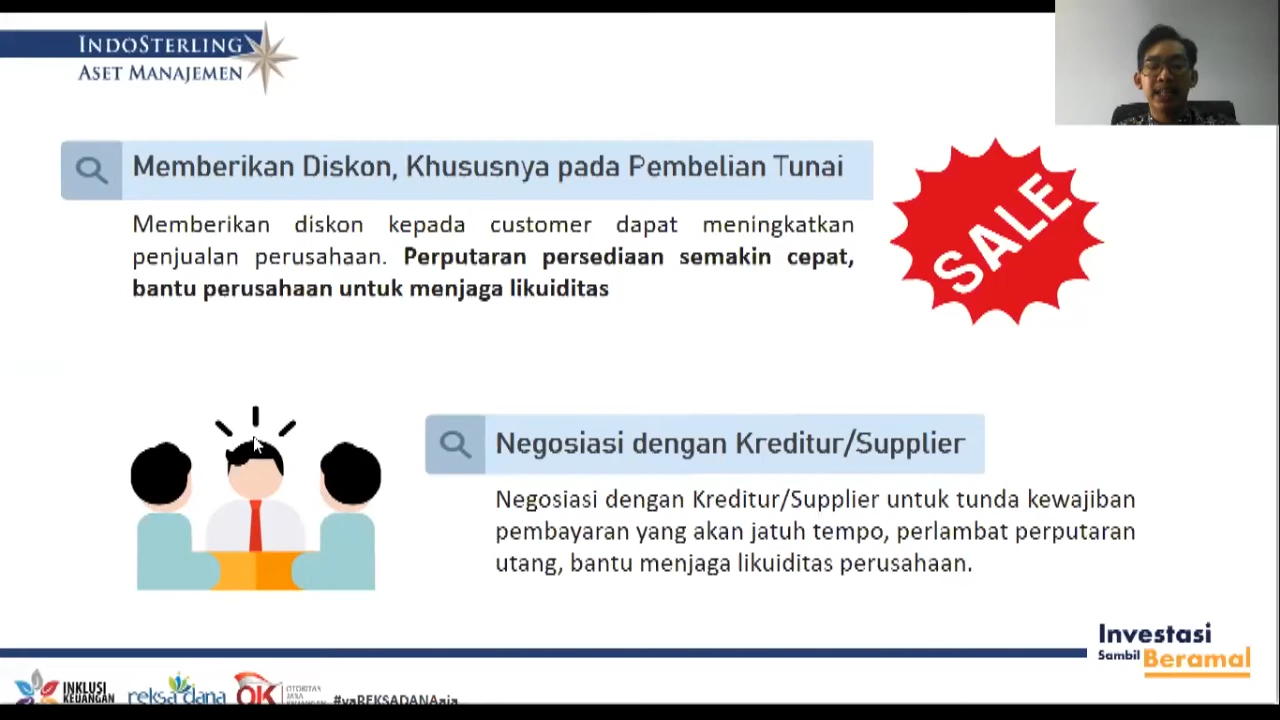 INDOSTERLING
ASET MANAJEMEN
Memberikan Diskon, Khususnya pada Pembelian Tunai
Memberikan diskon kepada customer dapat meningkatkan
penjualan perusahaan. Perputaran persediaan semakin cepat,
bantu perusahaan untuk menjaga likuiditas
SALE
Negosiasi dengan Kreditur/Supplier
Negosiasi dengan Kreditur/Supplier untuk tunda kewajiban
pembayaran yang akan jatuh tempo, perlambat perputaran
utang, bantu menjaga likuiditas perusahaan.
Investasi
Sambil Beramal
INKLUSI
KEUANGAN
reksa dana
OTORITAS
JASA
KEUANGAN
#yaREKSADANAaja